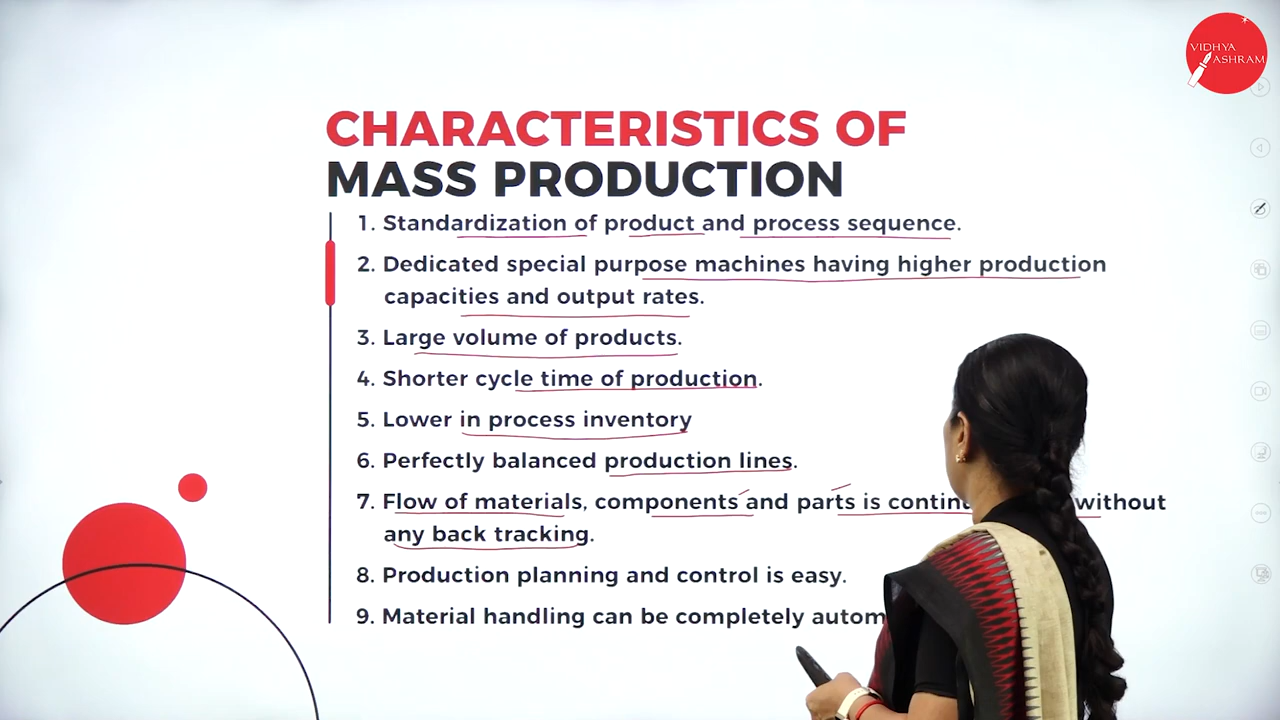 VIDHYA
ASHRAM
CHARACTERISTICS OF
MASS PRODUCTION
1. Standardization of product and process sequence.
2. Dedicated special purpose machines having higher production
capacities and output rates.
3. Large volume of products.
4. Shorter cycle time of production.
5. Lower in process inventory
6. Perfectly balanced production lines.
7. Flow of materials, components and parts is without
any back tracking.
8. Production planning and control is easy.
9. Material handling can be completely